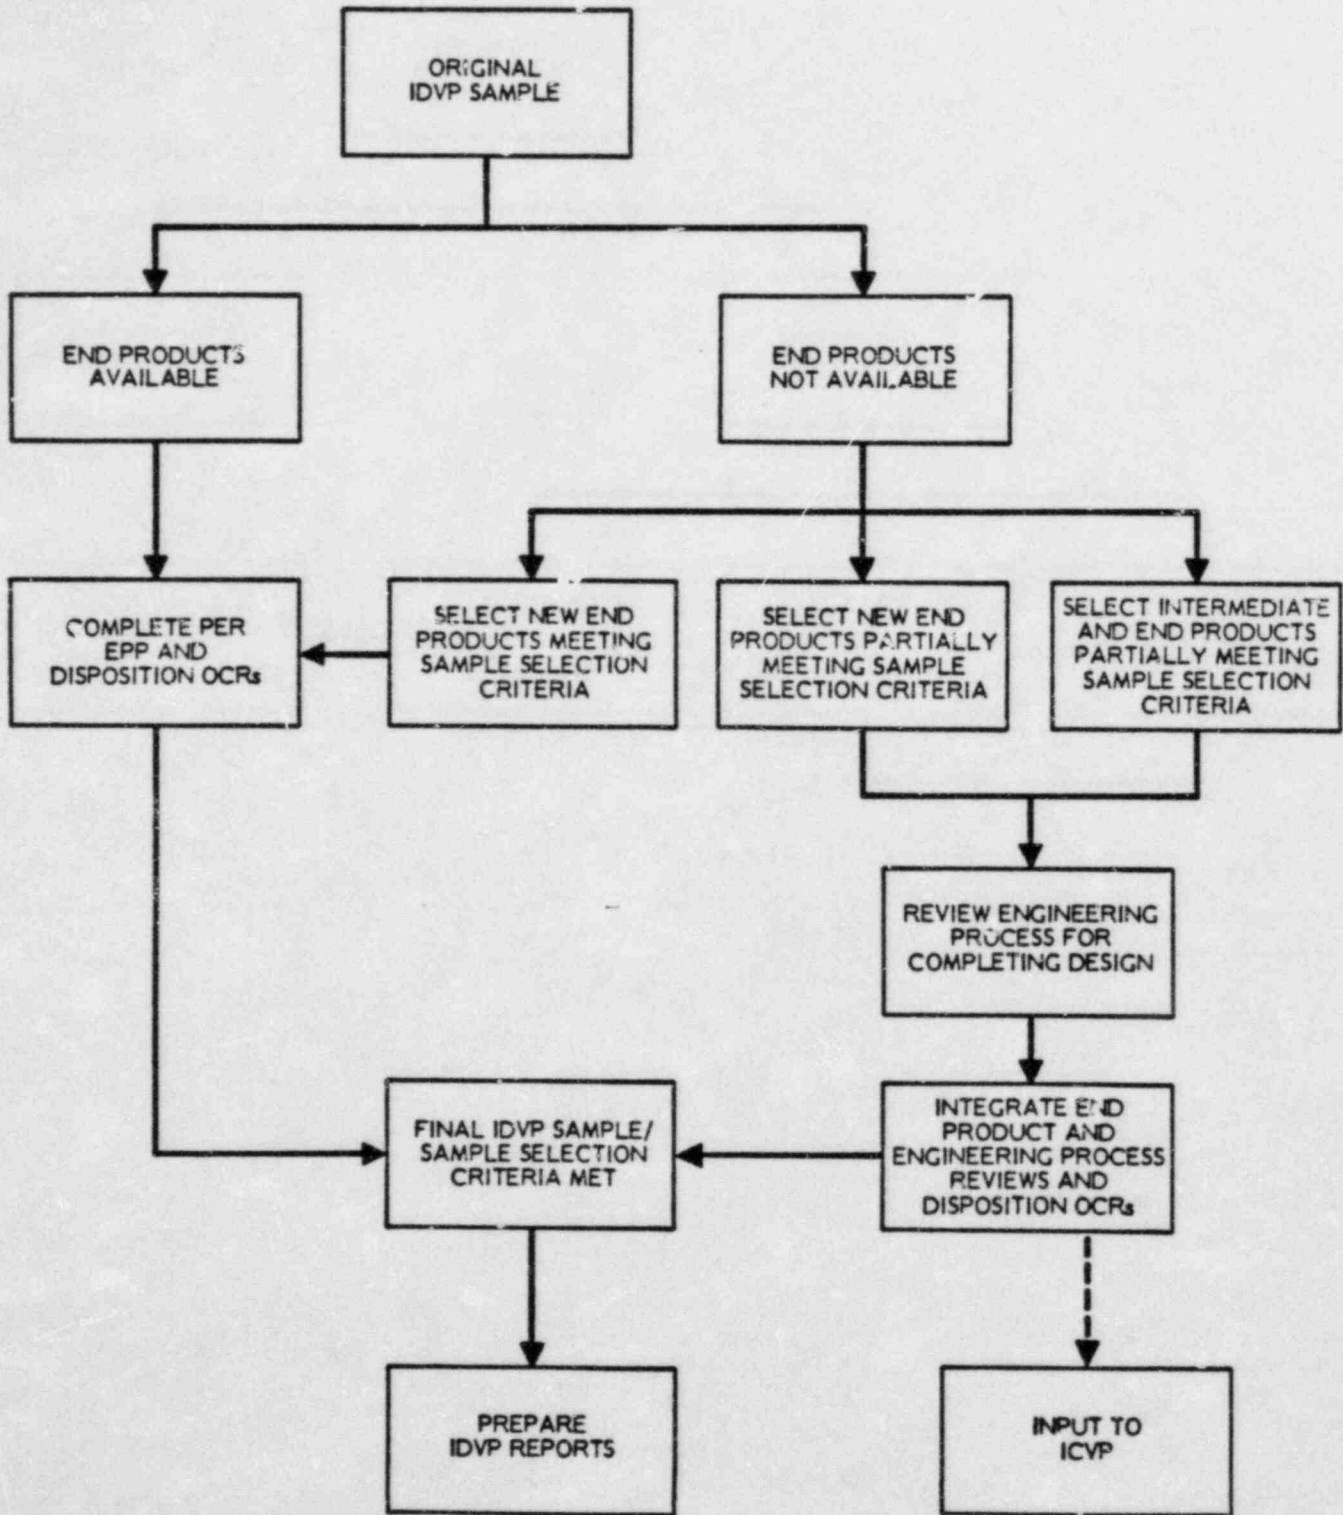 ORIGINAL
IDVP SAMPLE
END PRODUCTS
AVAILABLE
END PRODUCTS
NOT AVAILABLE
COMPLETE PER
EPP AND
DISPOSITION OCRs
SELECT NEW END
PRODUCTS MEETING
SAMPLE SELECTION
CRITERIA
SELECT NEW END
PRODUCTS PARTIALLY
MEETING SAMPLE
SELECTION CRITERIA
SELECT INTERMEDIATE
AND END PRODUCTS
PARTIALLY MEETING
SAMPLE SELECTION
CRITERIA
REVIEW ENGINEERING
PROCESS FOR
COMPLETING DESIGN
FINAL IDVP SAMPLE/
SAMPLE SELECTION
CRITERIA MET
INTEGRATE END
PRODUCT AND
ENGINEERING PROCESS
REVIEWS AND
DISPOSITION OCRs
PREPARE
IDVP REPORTS
INPUT TO
ICVP